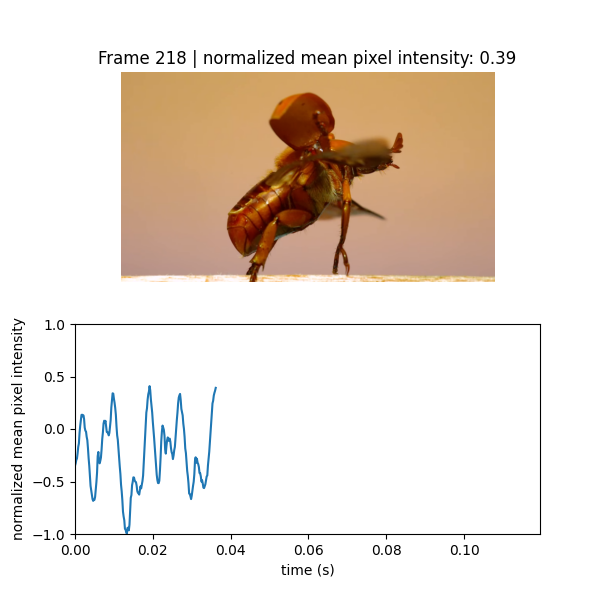 Frame 218 | normalized mean pixel intensity: 0.39
1.0
0.5
0.0
−0.5
−1.0
normalized mean pixel intensity
0.00 0.02 0.04 0.06 0.08 0.10
time (s)